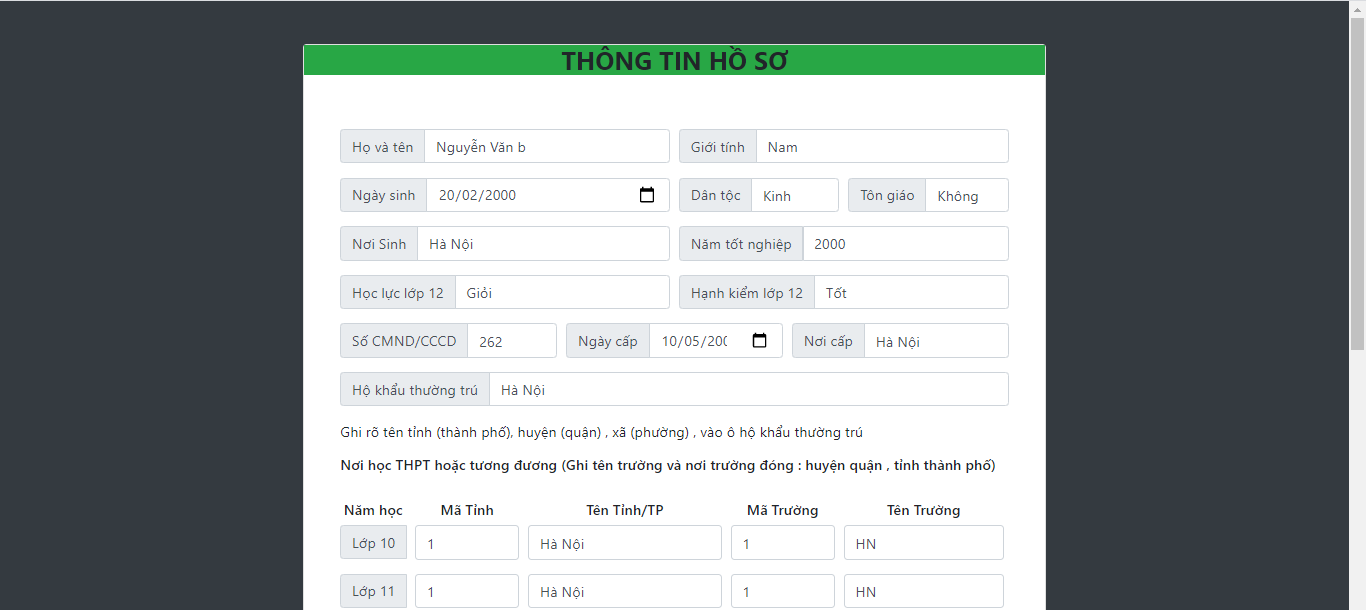 THÔNG TIN HỒ SƠ
Họ và tên Nguyễn Văn b Giới tính Nam
Ngày sinh 20/02/2000 Dân tộc Kinh Tôn giáo Không
Nơi Sinh Hà Nội Năm tốt nghiệp 2000
Học lực lớp 12 Giỏi Hạnh kiểm lớp 12 Tốt
Số CMND/CCCD 262 Ngày cấp 10/05/200 Nơi cấp Hà Nội
Hộ khẩu thường trú Hà Nội
Ghi rõ tên tỉnh (thành phố), huyện (quận) , xã (phường) , vào ô hộ khẩu thường trú
Nơi học THPT hoặc tương đương (Ghi tên trường và nơi trường đóng : huyện quận , tỉnh thành phố)
Năm học Mã Tỉnh Tên Tỉnh/TP Mã Trường Tên Trường
Lớp 10 1 Hà Nội 1 HN
Lớp 11 1 Hà Nội 1 HN